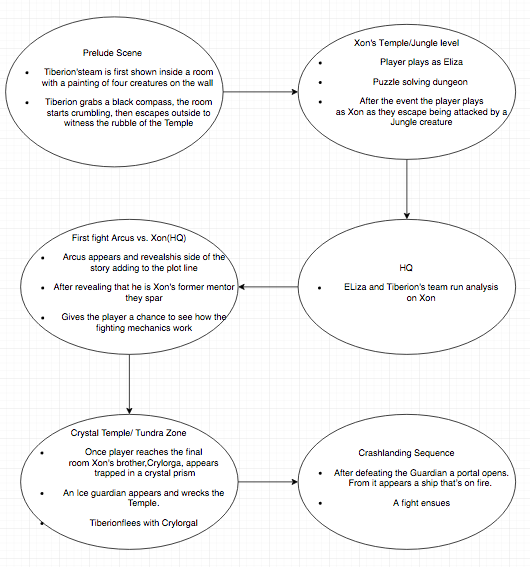 Prelude Scene
Tiberion'steam is first shown inside a room
with a painting of four creatures on the wall
Tiberion grabs a black compass, the room
starts crumbling, then escapes outside to
witness the rubble of the Temple
Xon's Temple/Jungle level
Player plays as Eliza
Puzzle solving dungeon
After the event the player plays
as Xon as they escape being attacked by a
Jungle creature
HQ
ELiza and Tiberion's team run analysis
on Xon
First fight Arcus vs. Xon(HQ)
Arcus appears and revealshis side of the
story adding to the plot line
After revealing that he is Xon's former mentor
they spar
Gives the player a chance to see how the
fighting mechanics work
Crystal Temple/ Tundra Zone
Once player reaches the final
room Xon's brother,Crylorga, appears
trapped in a crystal prism
An Ice guardian appears and wrecks the
Temple.
Tiberionflees with Crylorgal
Crashlanding Sequence
After defeating the Guardian a portal opens.
From it appears a ship that's on fire.
A fight ensues